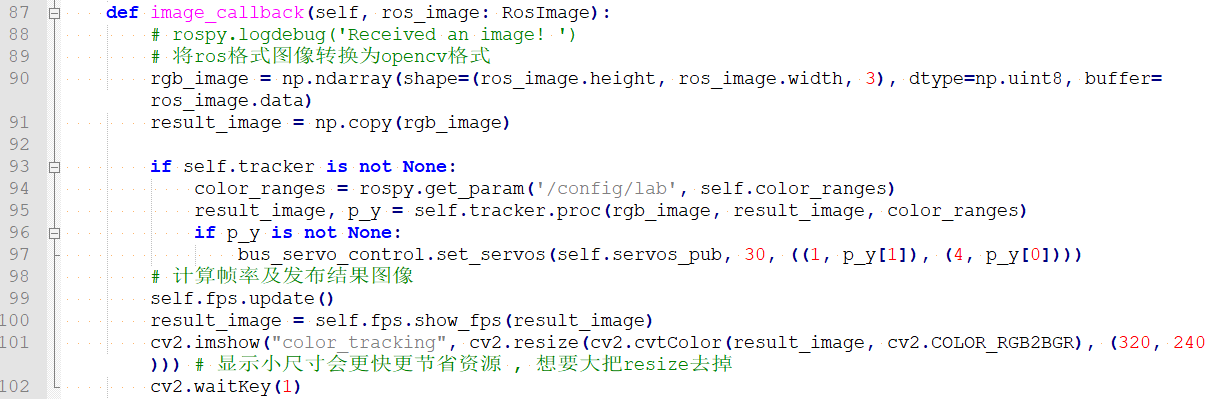 87 def image_callback(self, ros_image: RosImage):
88 # rospy.logdebug('Received an image! ')
89 # 将ros格式图像转换为opencv格式
90 rgb_image = np.ndarray(shape=(ros_image.height, ros_image.width, 3), dtype=np.uint8, buffer=
ros_image.data)
91 result_image = np.copy(rgb_image)
92
93 if self.tracker is not None:
94 color_ranges = rospy.get_param('/config/lab', self.color_ranges)
95 result_image, p_y = self.tracker.proc(rgb_image, result_image, color_ranges)
96 if p_y is not None:
97 bus_servo_control.set_servos(self.servos_pub, 30, ((1, p_y[1]), (4, p_y[0])))
98 # 计算帧率及发布结果图像
99 self.fps.update()
100 result_image = self.fps.show_fps(result_image)
101 cv2.imshow("color_tracking", cv2.resize(cv2.cvtColor(result_image, cv2.COLOR_RGB2BGR), (320, 240
))) # 显示小尺寸会更快更节省资源 , 想要大把resize去掉
102 cv2.waitKey(1)